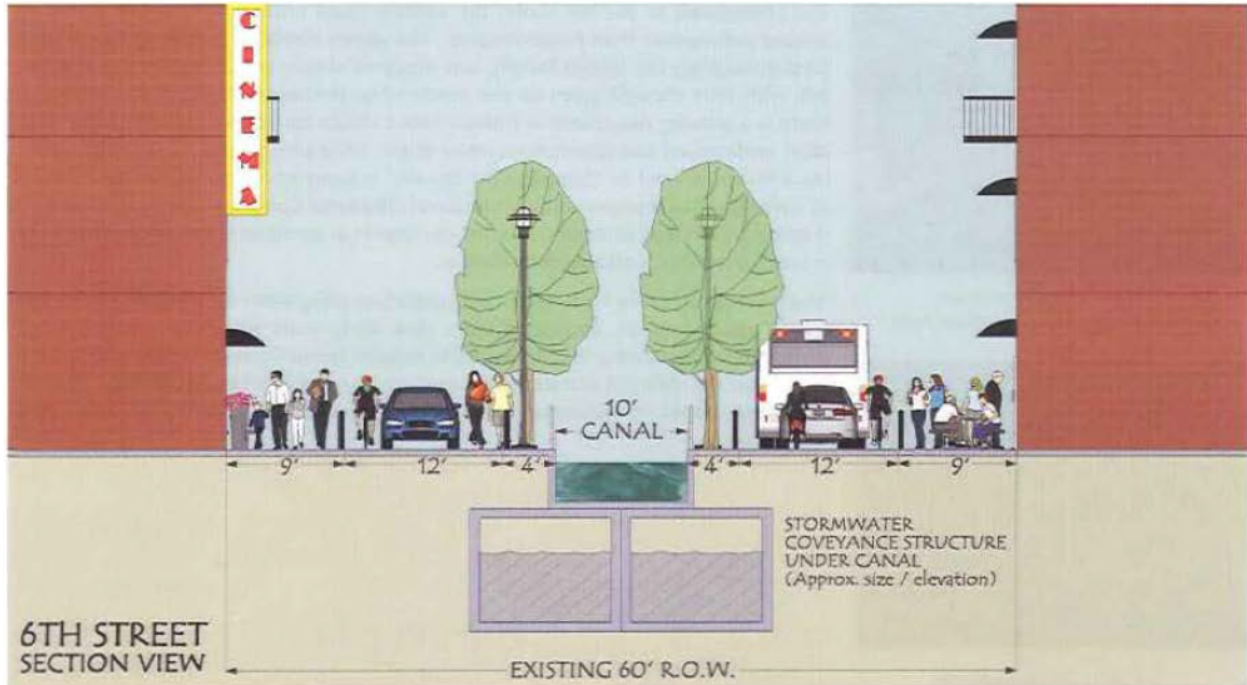 CINEMA
10'
CANAL
9' 12' 4' 4' 12' 9'
STORMWATER
COVEYANCE STRUCTURE
UNDER CANAL
(Approx. size / elevation)
6TH STREET
SECTION VIEW
EXISTING 60' R.O.W.